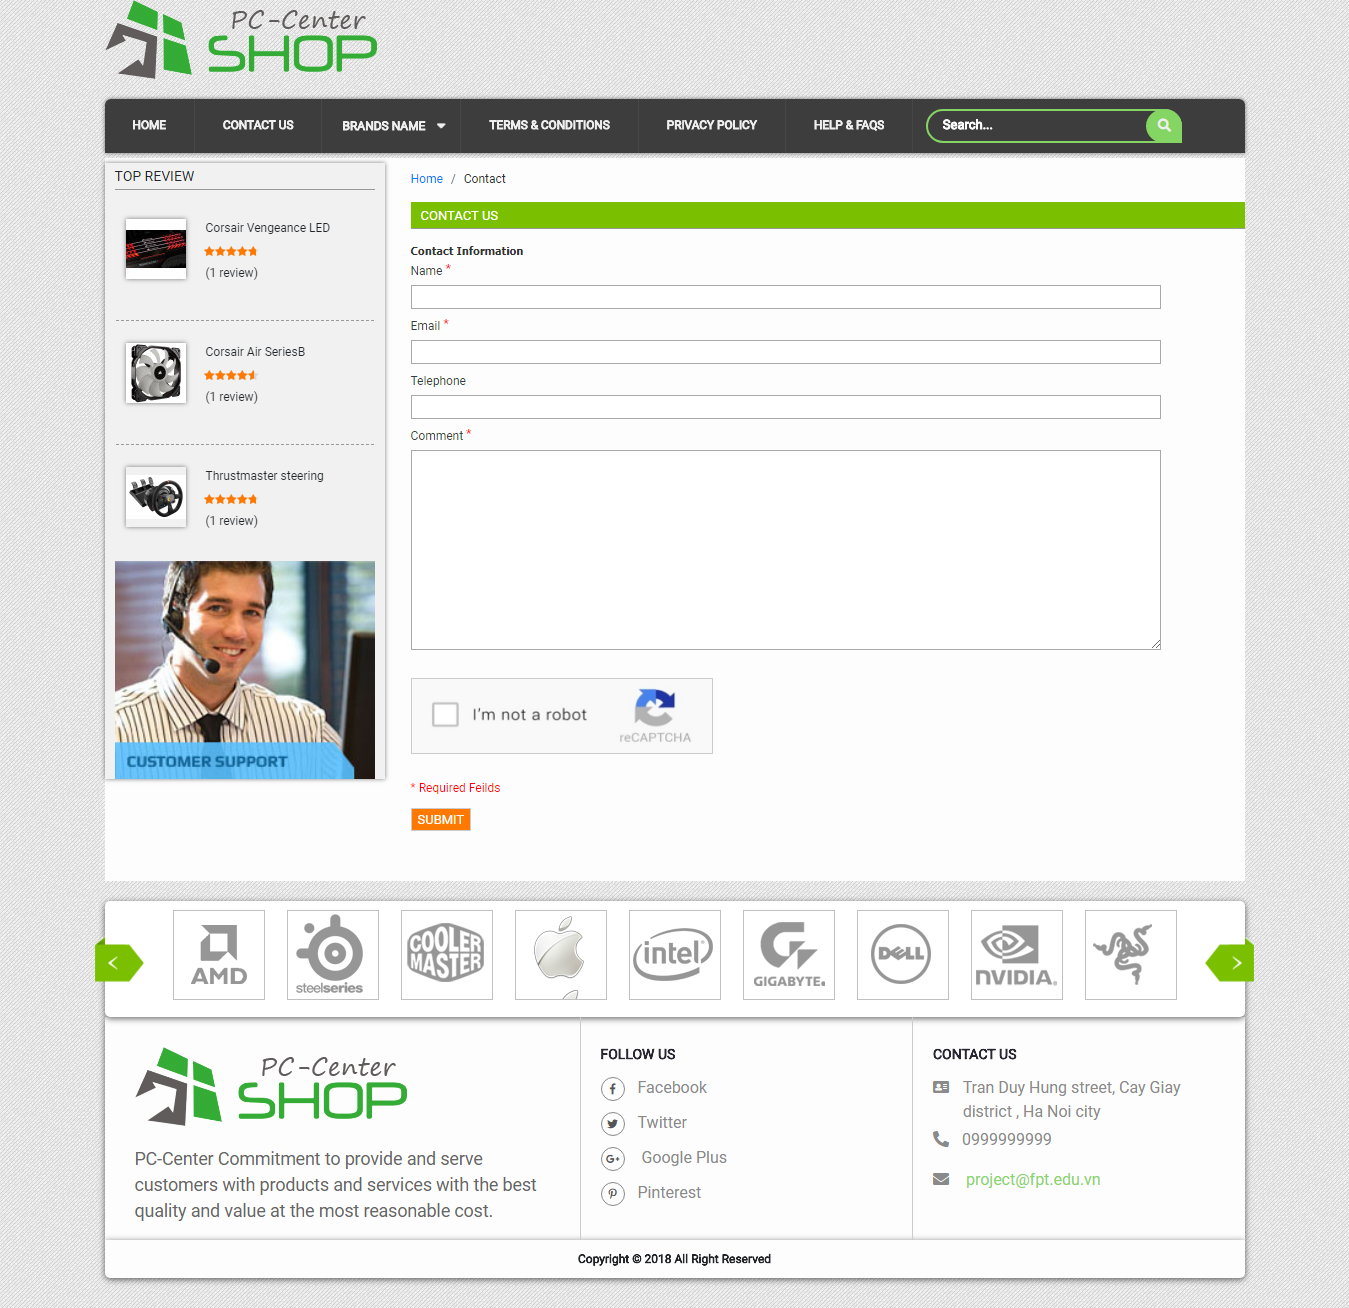 PC-Center
SHOP
HOME
CONTACT US
BRANDS NAME
TERMS & CONDITIONS
PRIVACY POLICY
HELP & FAQS
Search...
TOP REVIEW
Corsair Vengeance LED
(1 review)
Corsair Air SeriesB
(1 review)
Thrustmaster steering
(1 review)
CUSTOMER SUPPORT
Home / Contact
CONTACT US
Contact Information
Name *
Email *
Telephone
Comment *
I'm not a robot
reCAPTCHA
* Required Feilds
SUBMIT
AMD
steelseries
COOLER
MASTER
intel
GIGABYTE
DELL
NVIDIA
PC-Center
SHOP
PC-Center Commitment to provide and serve
customers with products and services with the best
quality and value at the most reasonable cost.
FOLLOW US
Facebook
Twitter
Google Plus
Pinterest
CONTACT US
Tran Duy Hung street, Cay Giay
district , Ha Noi city
0999999999
project@fpt.edu.vn
Copyright © 2018 All Right Reserved